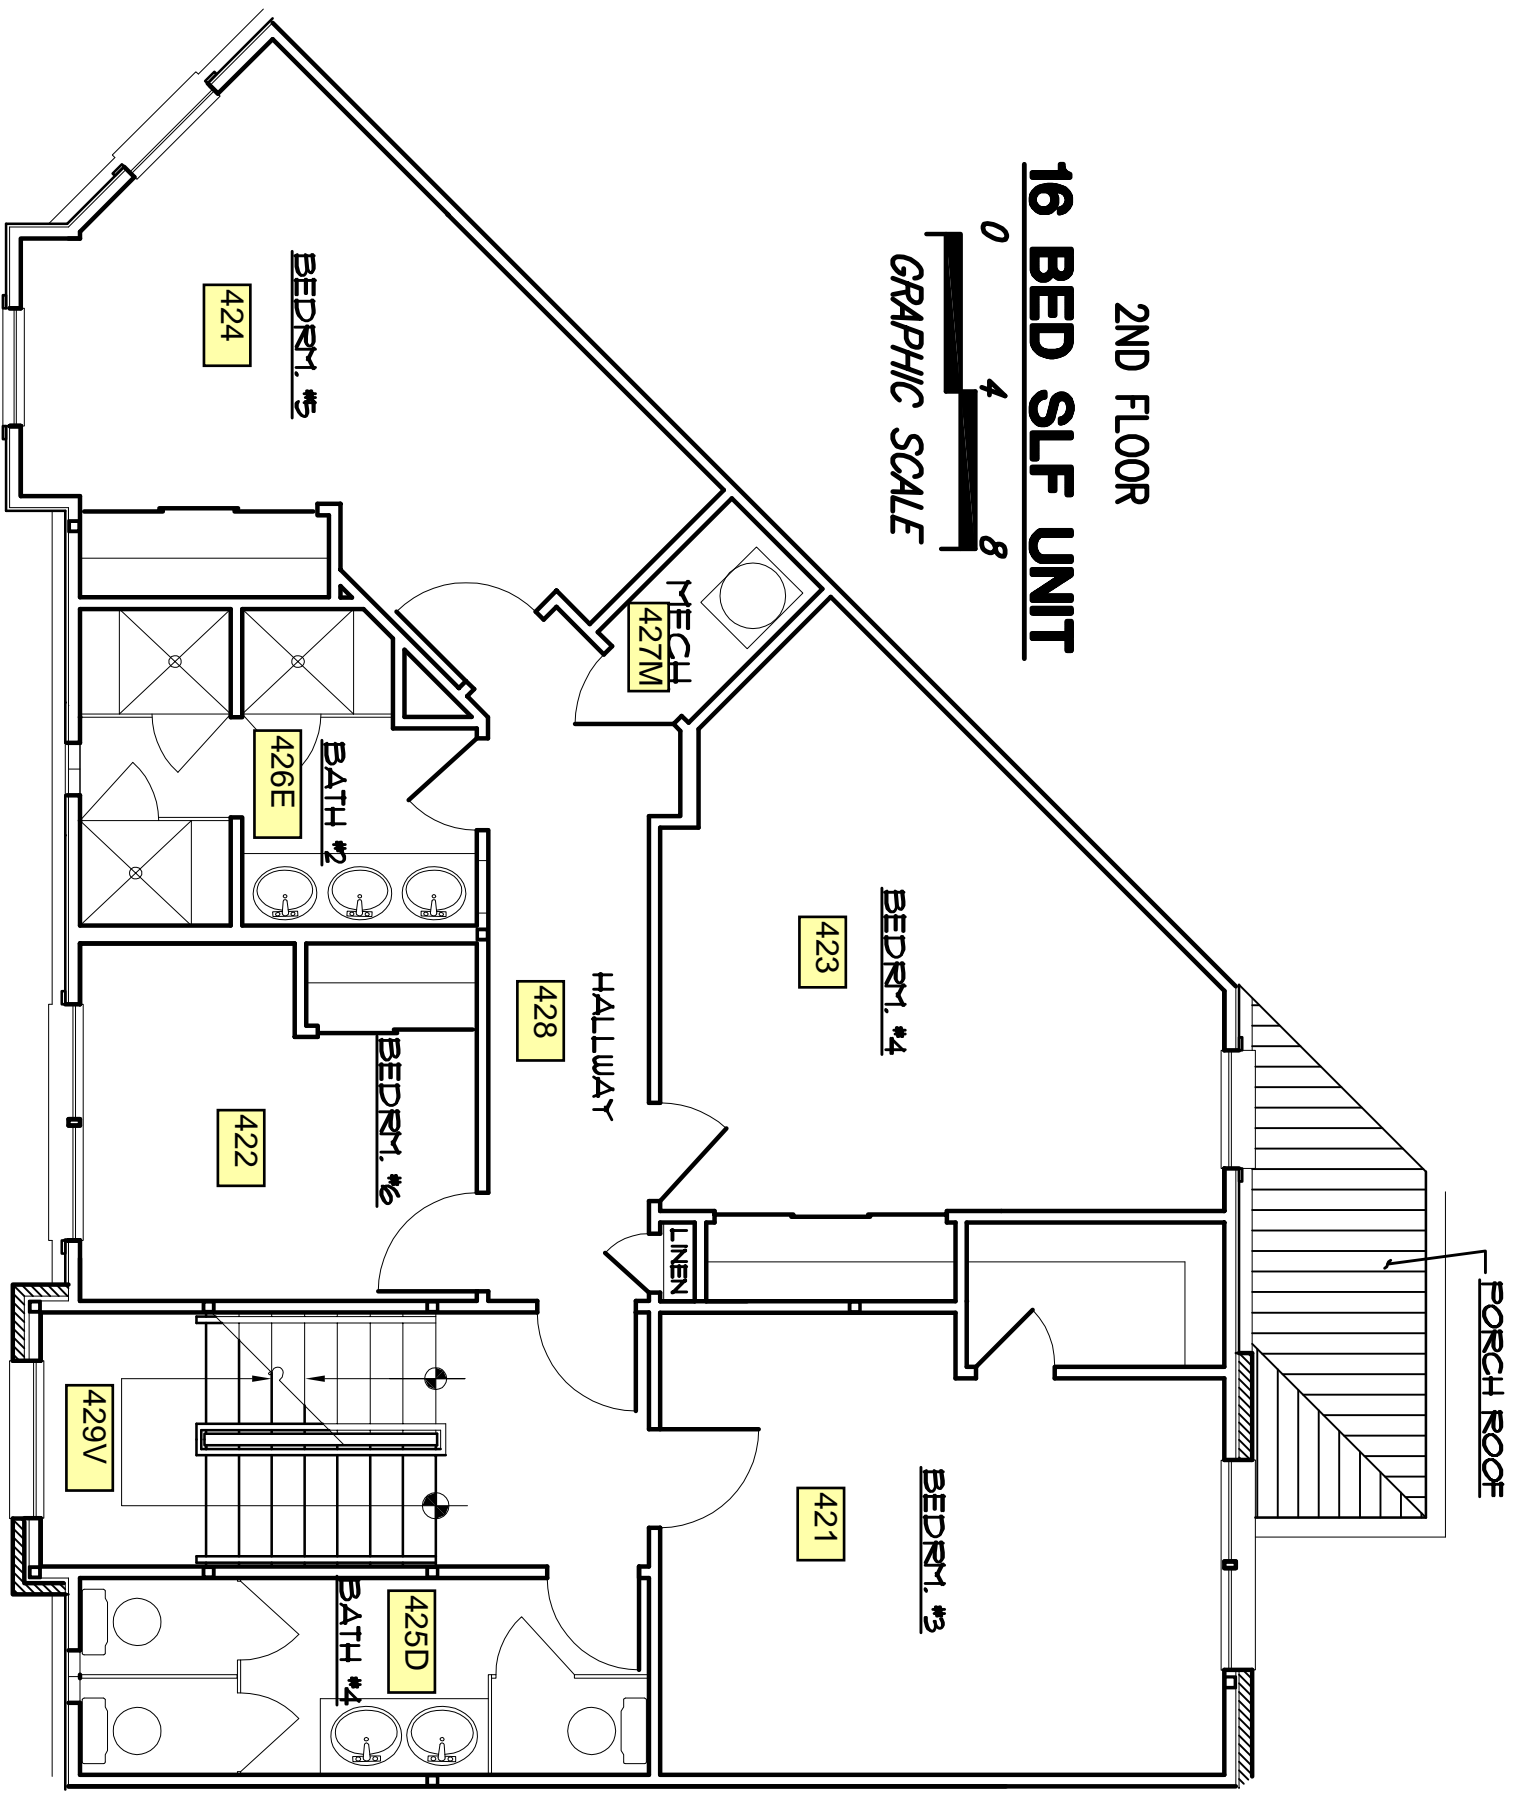 2ND FLOOR
16 BED SLF UNIT
0 4 8
GRAPHIC SCALE
PORCH ROOF
BEDRM. #3
421
BEDRM. #4
423
LINEN
MECH
427M
HALLWAY
428
BEDRM. #5
424
BATH #2
426E
BEDRM. #6
422
429V
BATH #4
425D